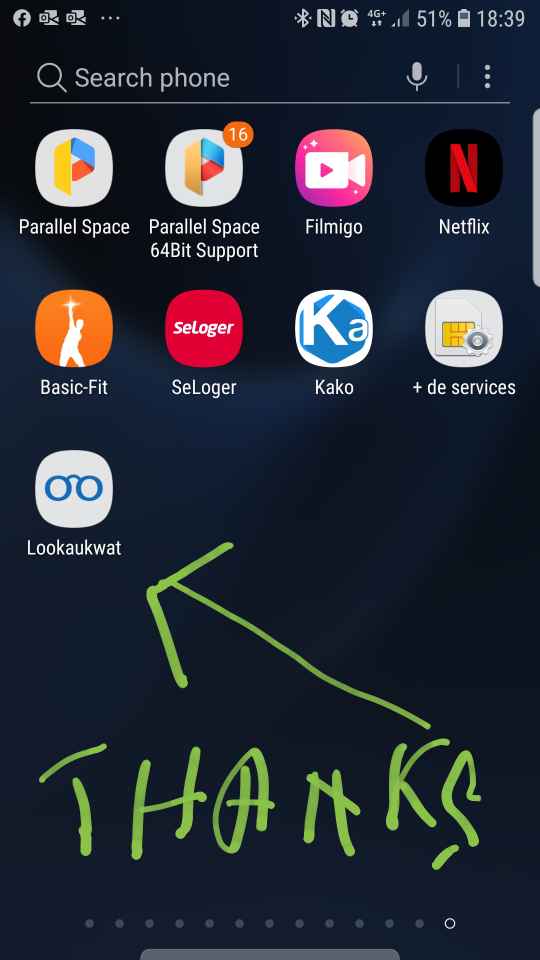 51% 18:39
Search phone
16
Parallel Space Parallel Space Filmigo Netflix
64Bit Support
SeLoger
Ka
Basic-Fit SeLoger Kako + de services
Lookaukwat
THANKS